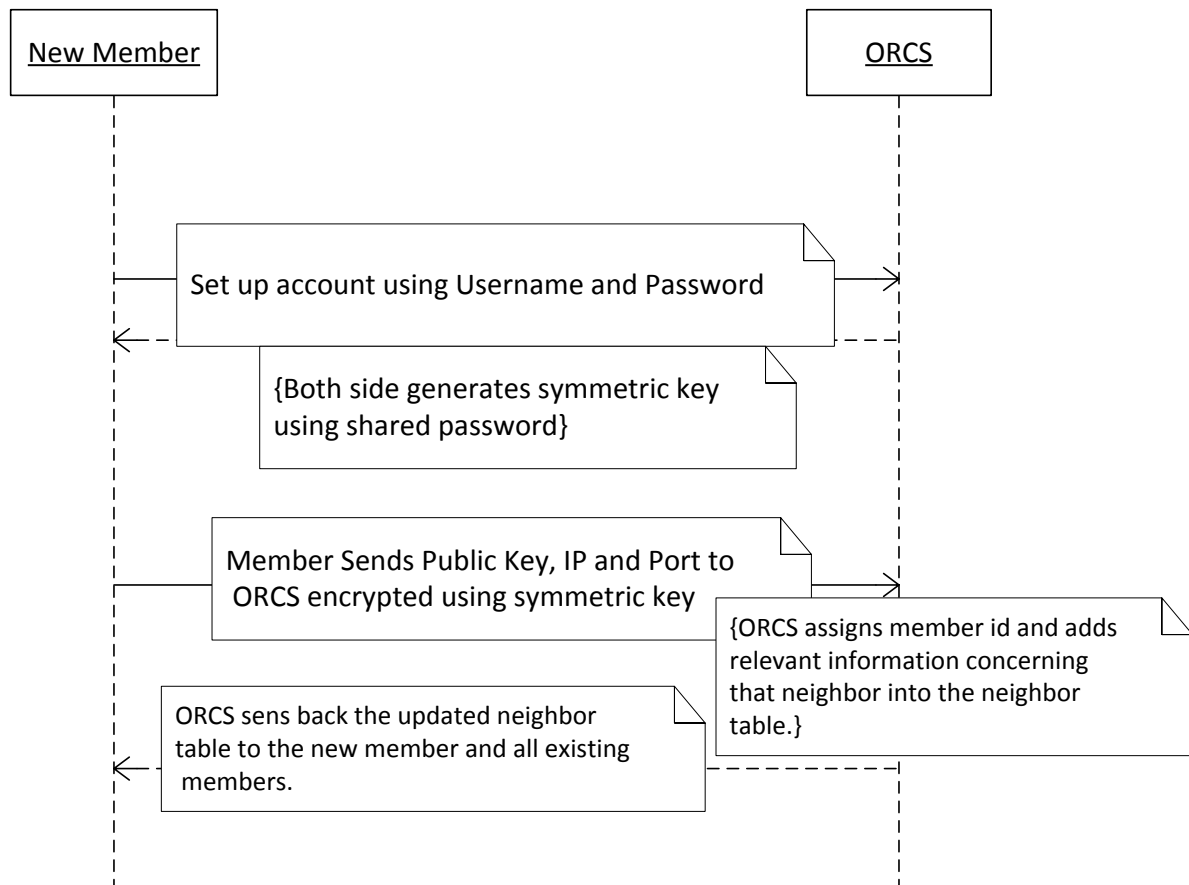 New Member
ORCS
Set up account using Username and Password
{Both side generates symmetric key
using shared password}
Member Sends Public Key, IP and Port to
ORCS encrypted using symmetric key
{ORCS assigns member id and adds
relevant information concerning
that neighbor into the neighbor
table.}
ORCS sens back the updated neighbor
table to the new member and all existing
members.